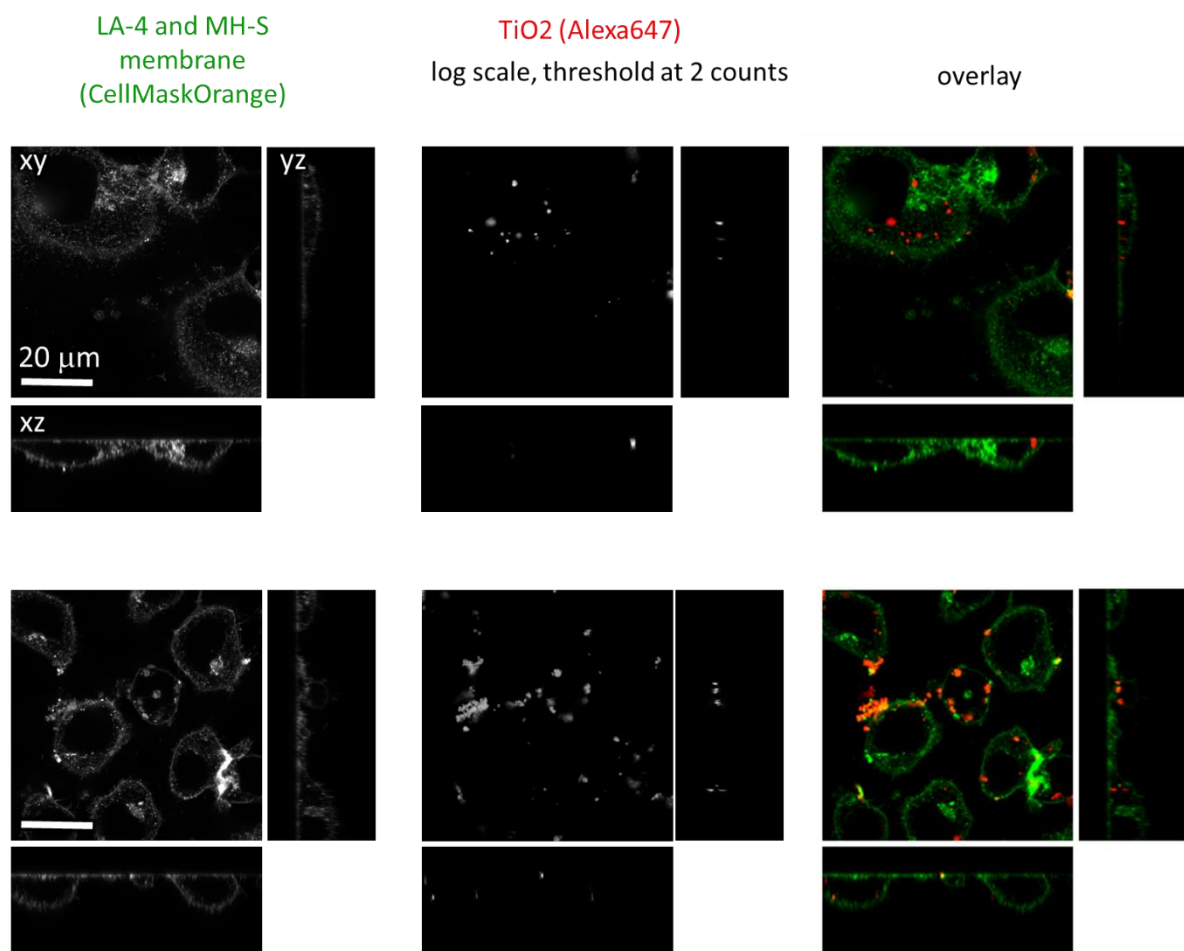 LA-4 and MH-S
membrane
(CellMaskOrange)
TiO2 (Alexa647)
log scale, threshold at 2 counts
overlay
xy
yz
20 μm
xz